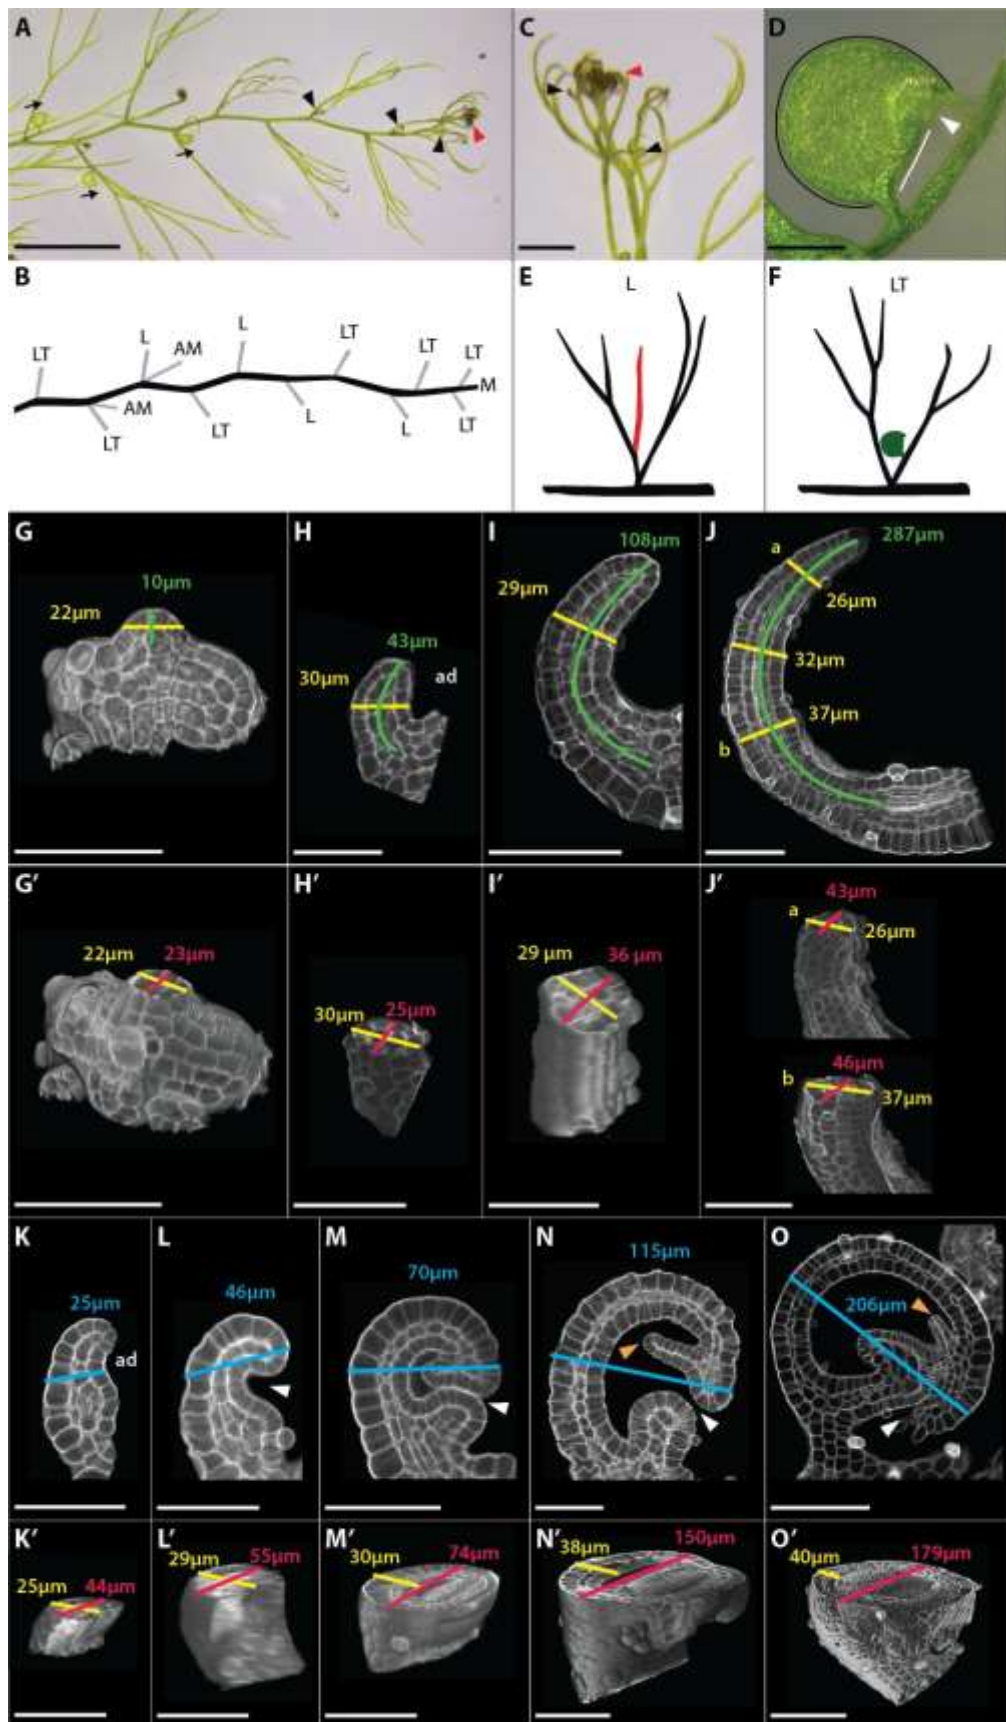 A
C
D
B
LT
L
AM
L
LT
LT
LT
M
AM
LT
LT
L
L
LT
E
L
F
LT
G
10µm
22µm
H
43µm
30µm
ad
I
108µm
29µm
J
287µm
a
26µm
32µm
37µm
b
G′
22µm
23µm
H′
30µm
25µm
I′
29 µm
36 µm
J′
43µm
a
26µm
46µm
b
37µm
K
25µm
ad
L
46µm
M
70µm
N
115µm
O
206µm
K′
25µm
44µm
L′
29µm
55µm
M′
30µm
74µm
N′
38µm
150µm
O′
40µm
179µm